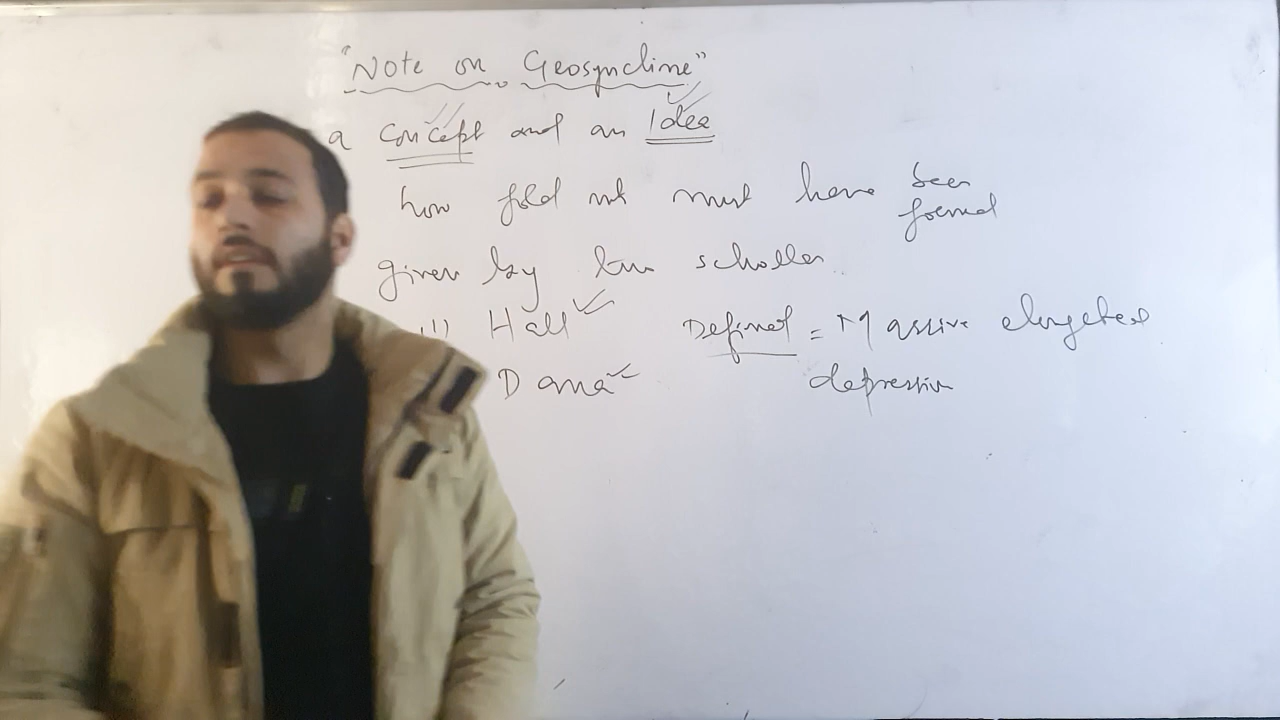 "Note on Geosyncline"
a concept and an Idea
how fold mt must have been formed
given by two scholler
(1) Hall
Defined = Massive elongated
Dana
depression